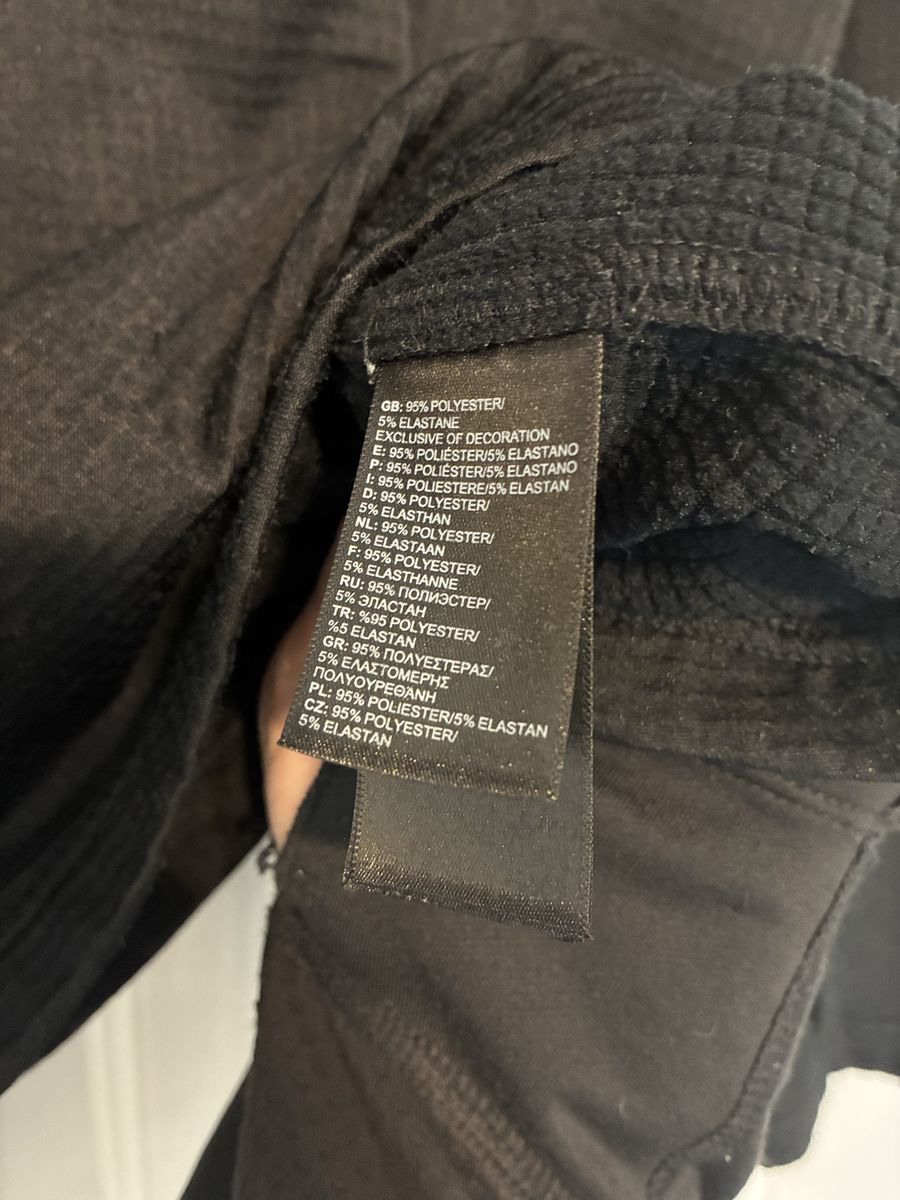 GB: 95% POLYESTER/
5% ELASTANE
EXCLUSIVE OF DECORATION
E: 95% POLIÉSTER/5% ELASTANO
P: 95% POLIÉSTER/5% ELASTANO
I: 95% POLIESTERE/5% ELASTAN
D: 95% POLYESTER/
5% ELASTHAN
NL: 95% POLYESTER/
5% ELASTAAN
F: 95% POLYESTER/
5% ELASTHANNE
RU: 95% ПОЛИЭСТЕР/
5% ЭЛАСТАН
TR: %95 POLYESTER/
%5 ELASTAN
GR: 95% ΠΟΛΥΕΣΤΕΡΑΣ/
5% ΕΛΑΣΤΟΜΕΡΗΣ
ΠΟΛΥΟΥΡΕΘΆΝΗ
PL: 95% POLIESTER/5% ELASTAN
CZ: 95% POLYESTER/
5% ELASTAN